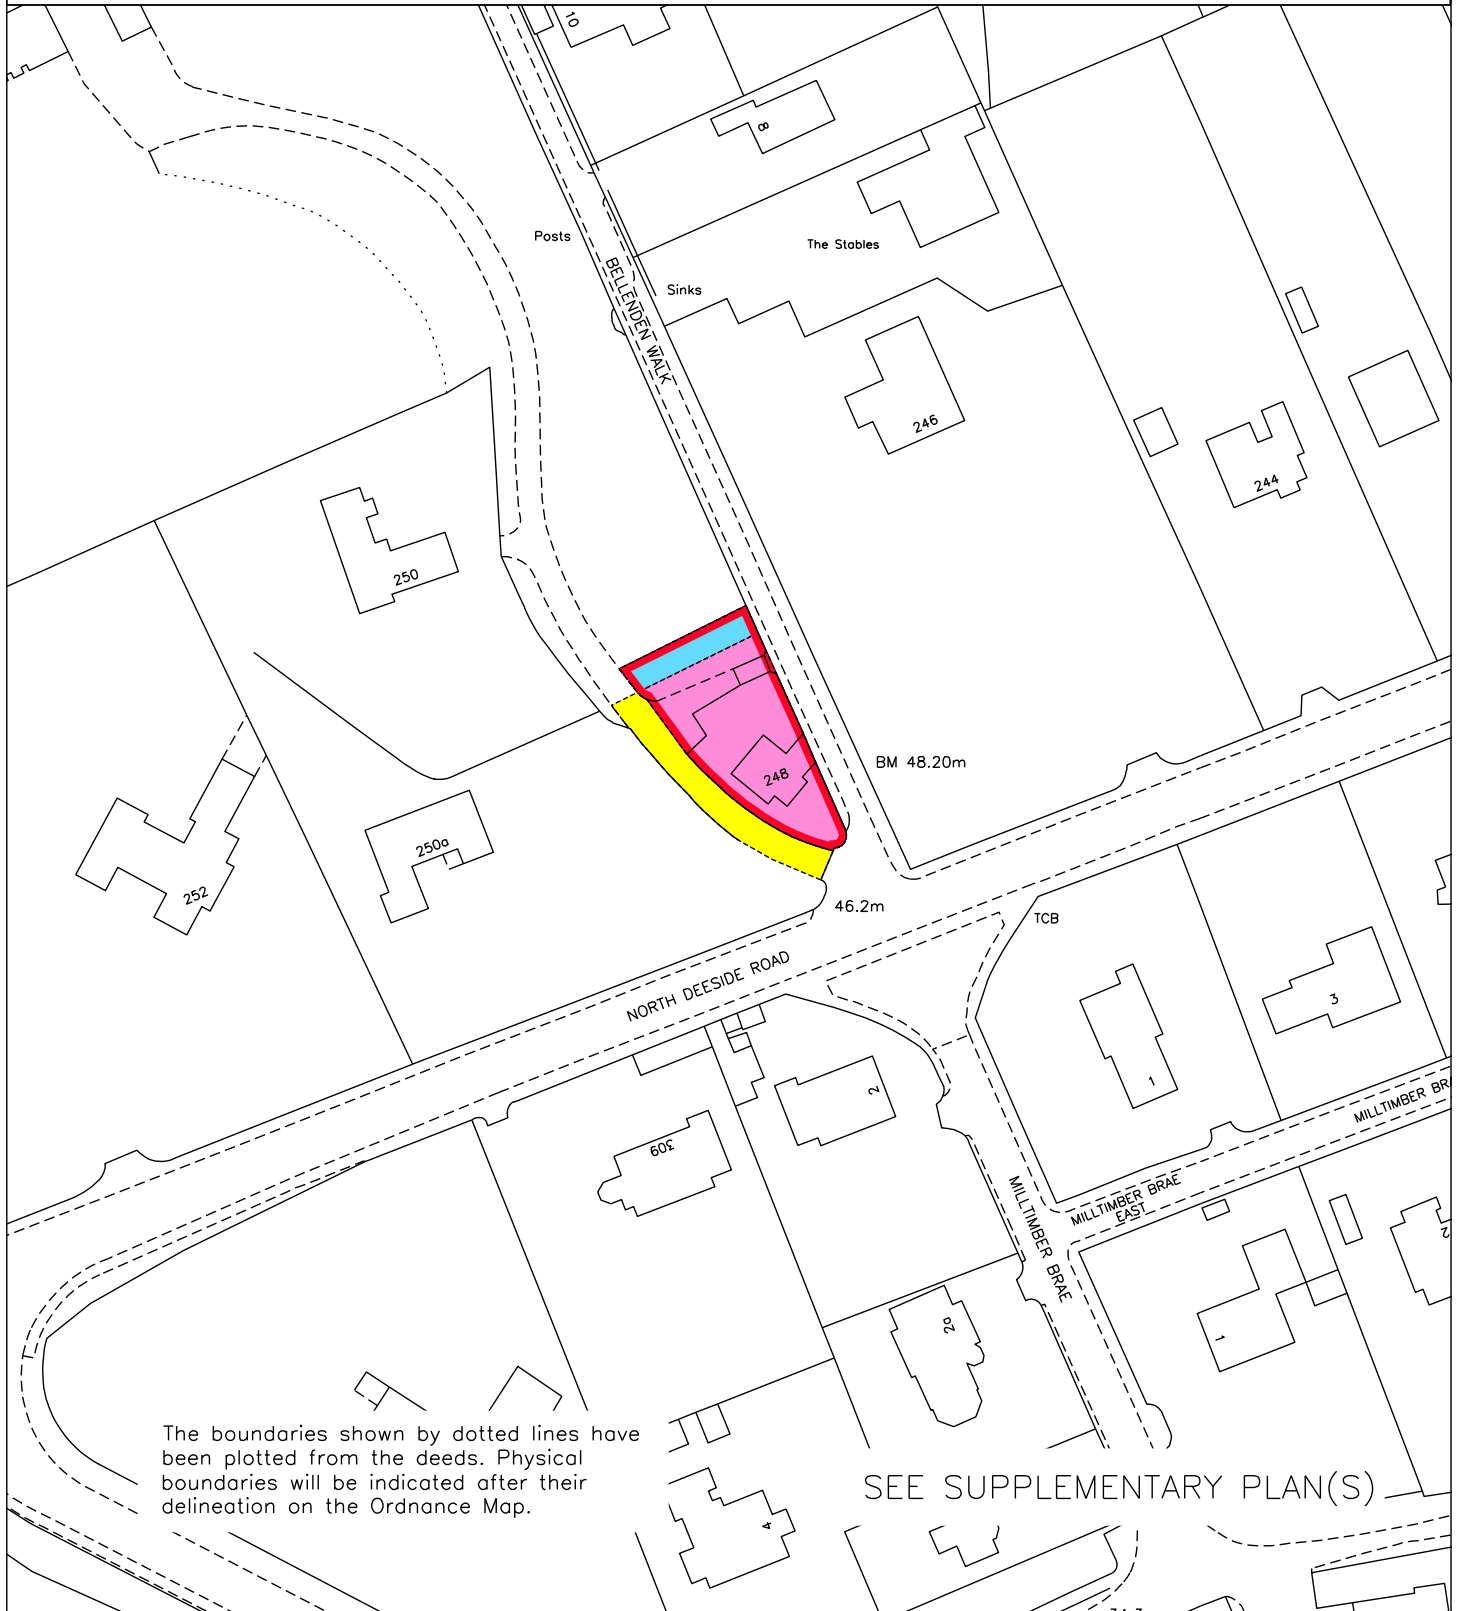 10
8
Posts
The Stables
BELLENDEN WALK
Sinks
246
244
250
248
BM 48.20m
250a
252
46.2m
TCB
NORTH DEESIDE ROAD
3
1
2
MILLTIMBER
309
MILLTIMBER BRAE
EAST
MILLTIMBER BRAE
2
2a
1
The boundaries shown by dotted lines have
been plotted from the deeds. Physical
boundaries will be indicated after their
delineation on the Ordnance Map.
SEE SUPPLEMENTARY PLAN(S)
4